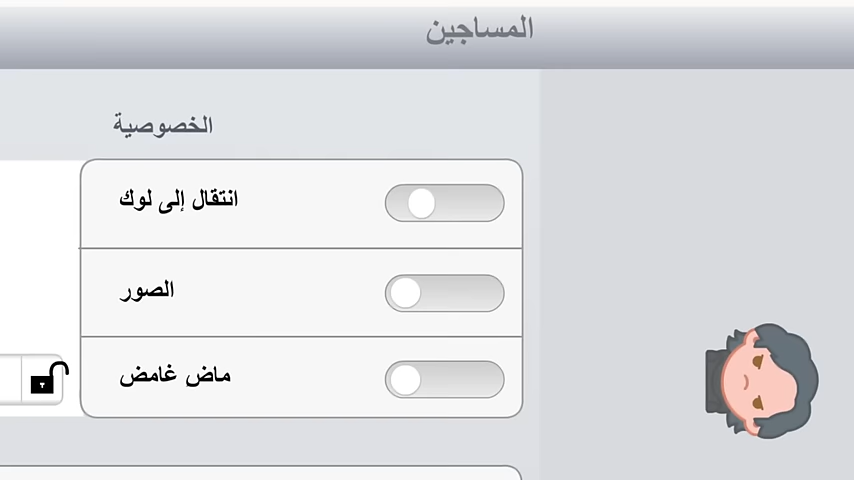 المساجين
الخصوصية
انتقال إلى لوك
الصور
ماضِ غامض